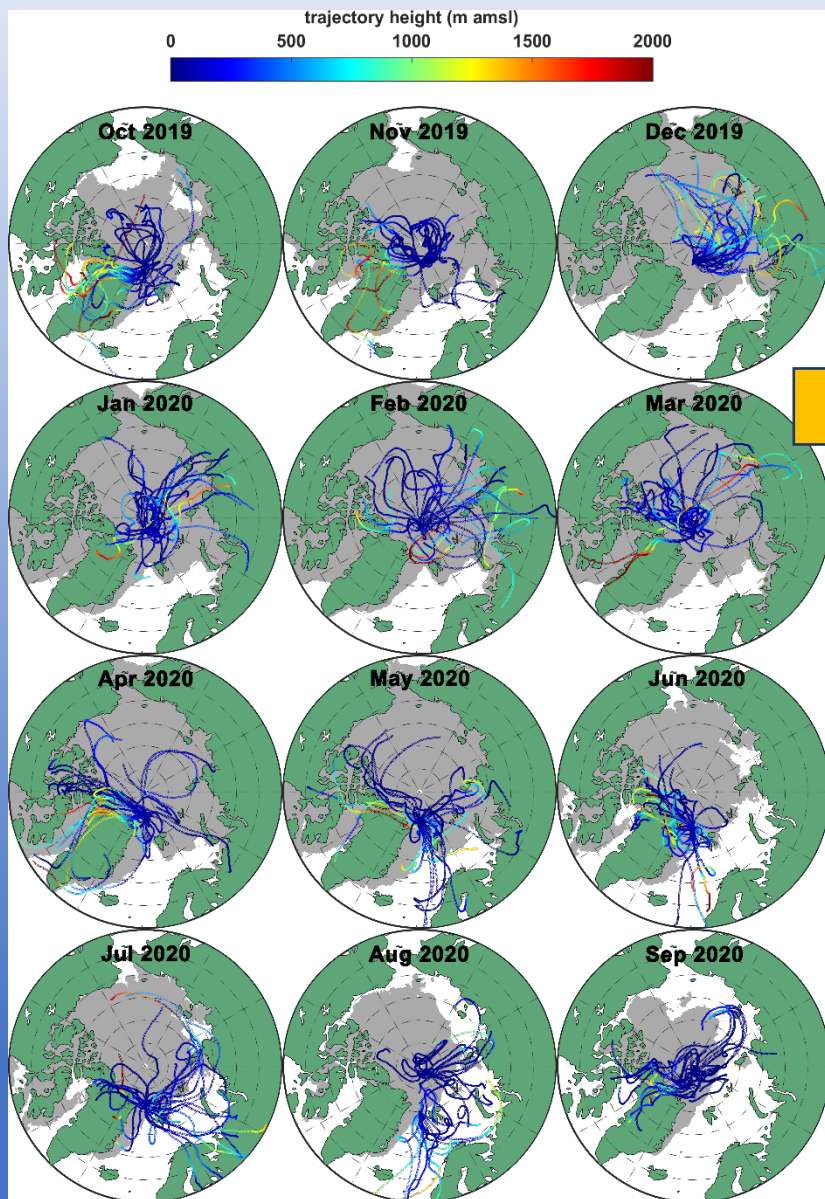 trajectory height (m amsl)
0 500 1000 1500 2000
Oct 2019 Nov 2019 Dec 2019
Jan 2020 Feb 2020 Mar 2020
Apr 2020 May 2020 Jun 2020
Jul 2020 Aug 2020 Sep 2020